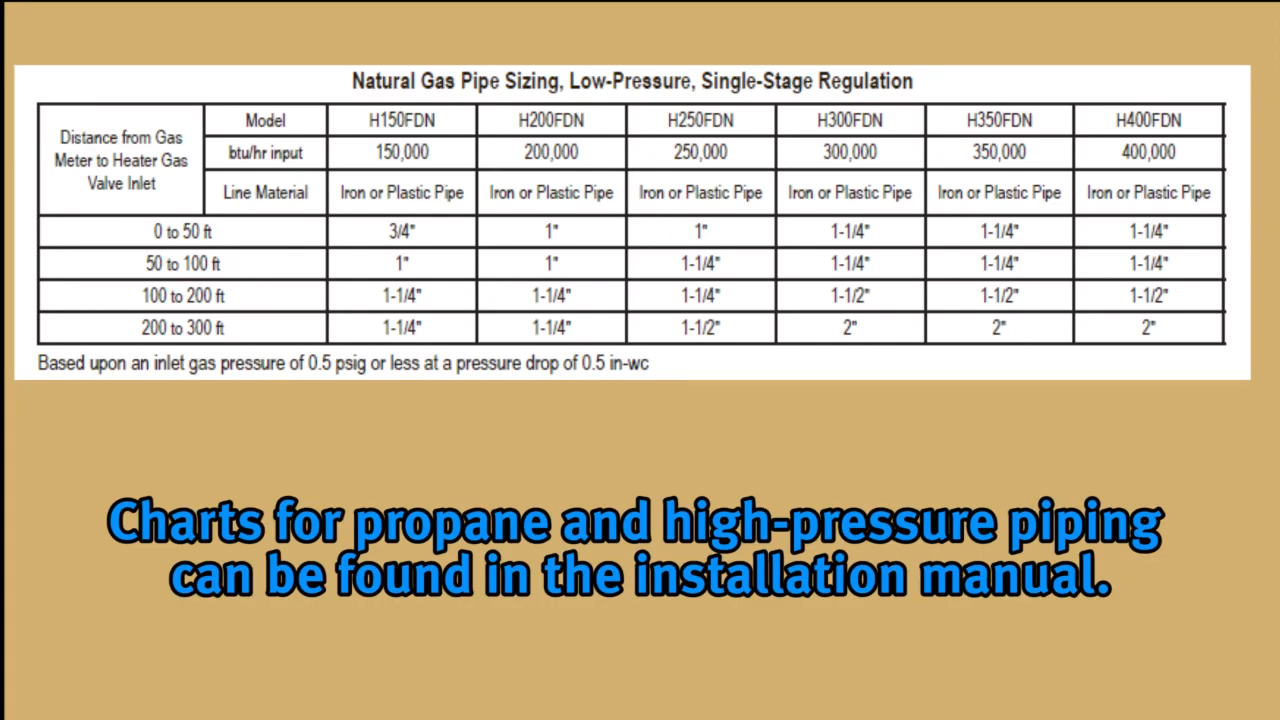 Natural Gas Pipe Sizing, Low-Pressure, Single-Stage Regulation
Distance from Gas
Meter to Heater Gas
Valve Inlet
Model H150FDN H200FDN H250FDN H300FDN H350FDN H400FDN
btu/hr input 150,000 200,000 250,000 300,000 350,000 400,000
Line Material Iron or Plastic Pipe Iron or Plastic Pipe Iron or Plastic Pipe Iron or Plastic Pipe Iron or Plastic Pipe Iron or Plastic Pipe
0 to 50 ft 3/4" 1" 1" 1-1/4" 1-1/4" 1-1/4"
50 to 100 ft 1" 1" 1-1/4" 1-1/4" 1-1/4" 1-1/4"
100 to 200 ft 1-1/4" 1-1/4" 1-1/4" 1-1/2" 1-1/2" 1-1/2"
200 to 300 ft 1-1/4" 1-1/4" 1-1/2" 2" 2" 2"
Based upon an inlet gas pressure of 0.5 psig or less at a pressure drop of 0.5 in-wc
Charts for propane and high-pressure piping
can be found in the installation manual.